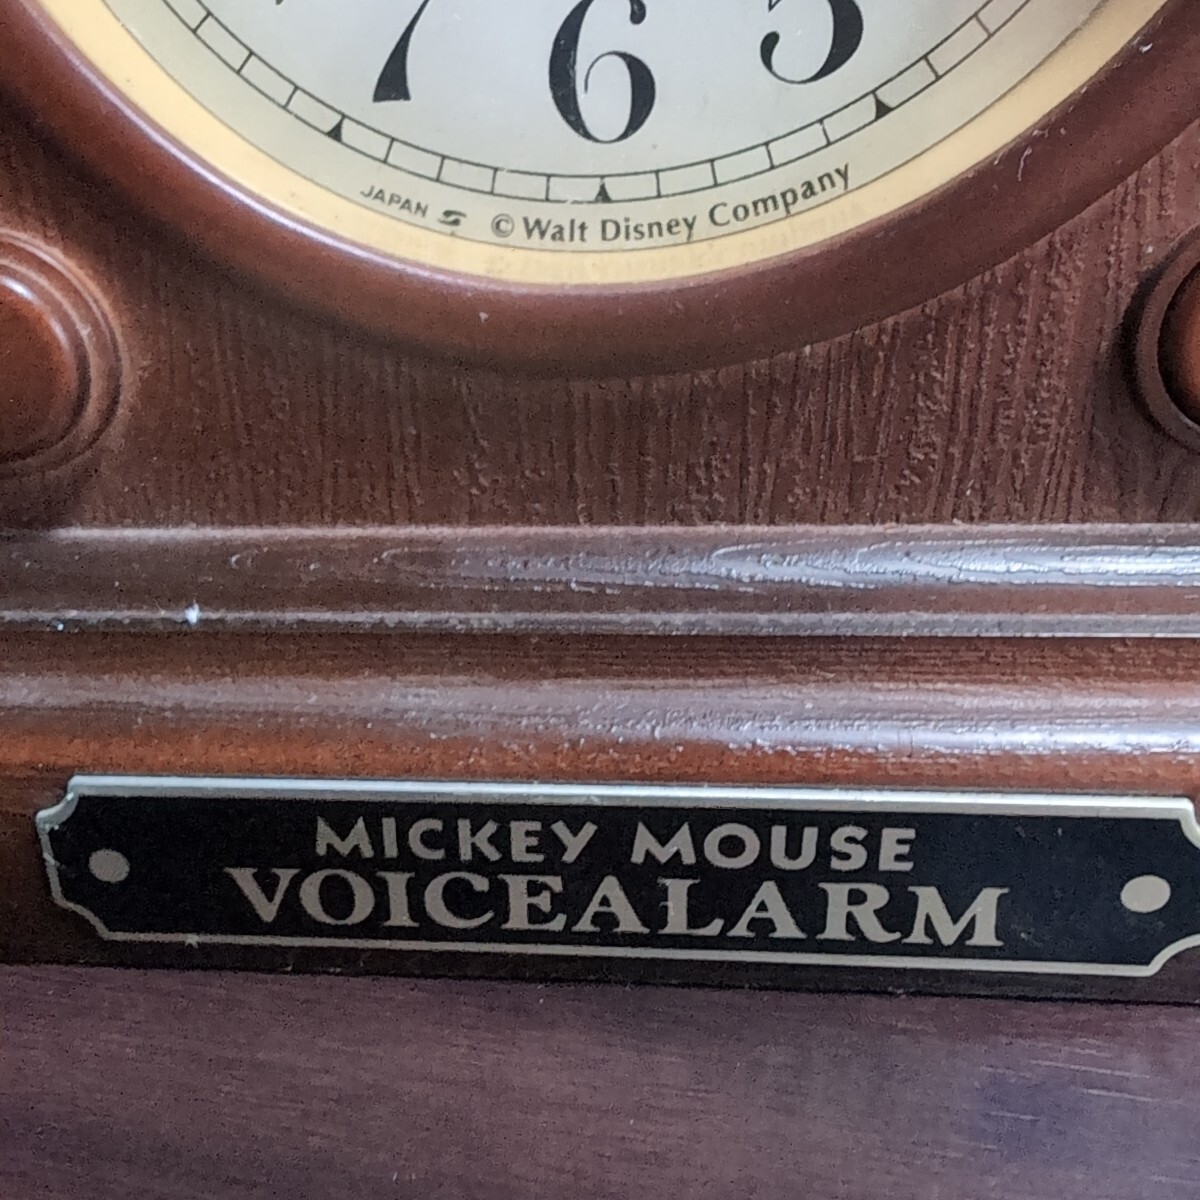 7 6 5
JAPAN S © Walt Disney Company
MICKEY MOUSE
VOICEALARM